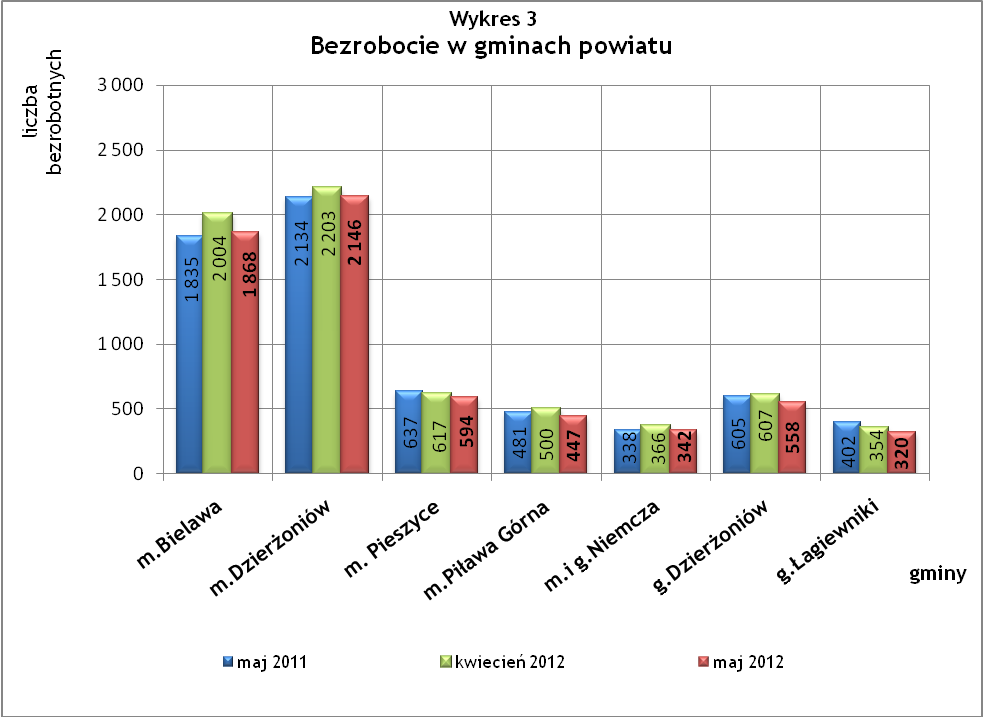 Wykres 3
Bezrobocie w gminach powiatu
liczba
bezrobotnych
3 000
2 500
2 000
1 500
1 000
500
0
1 835
2 004
1 868
2 134
2 203
2 146
637
617
594
481
500
447
338
366
342
605
607
558
402
354
320
m.Bielawa
m.Dzierżoniów
m. Pieszyce
m.Piława Górna
m.i g.Niemcza
g.Dzierżoniów
g.Łagiewniki
gminy
maj 2011
kwiecień 2012
maj 2012